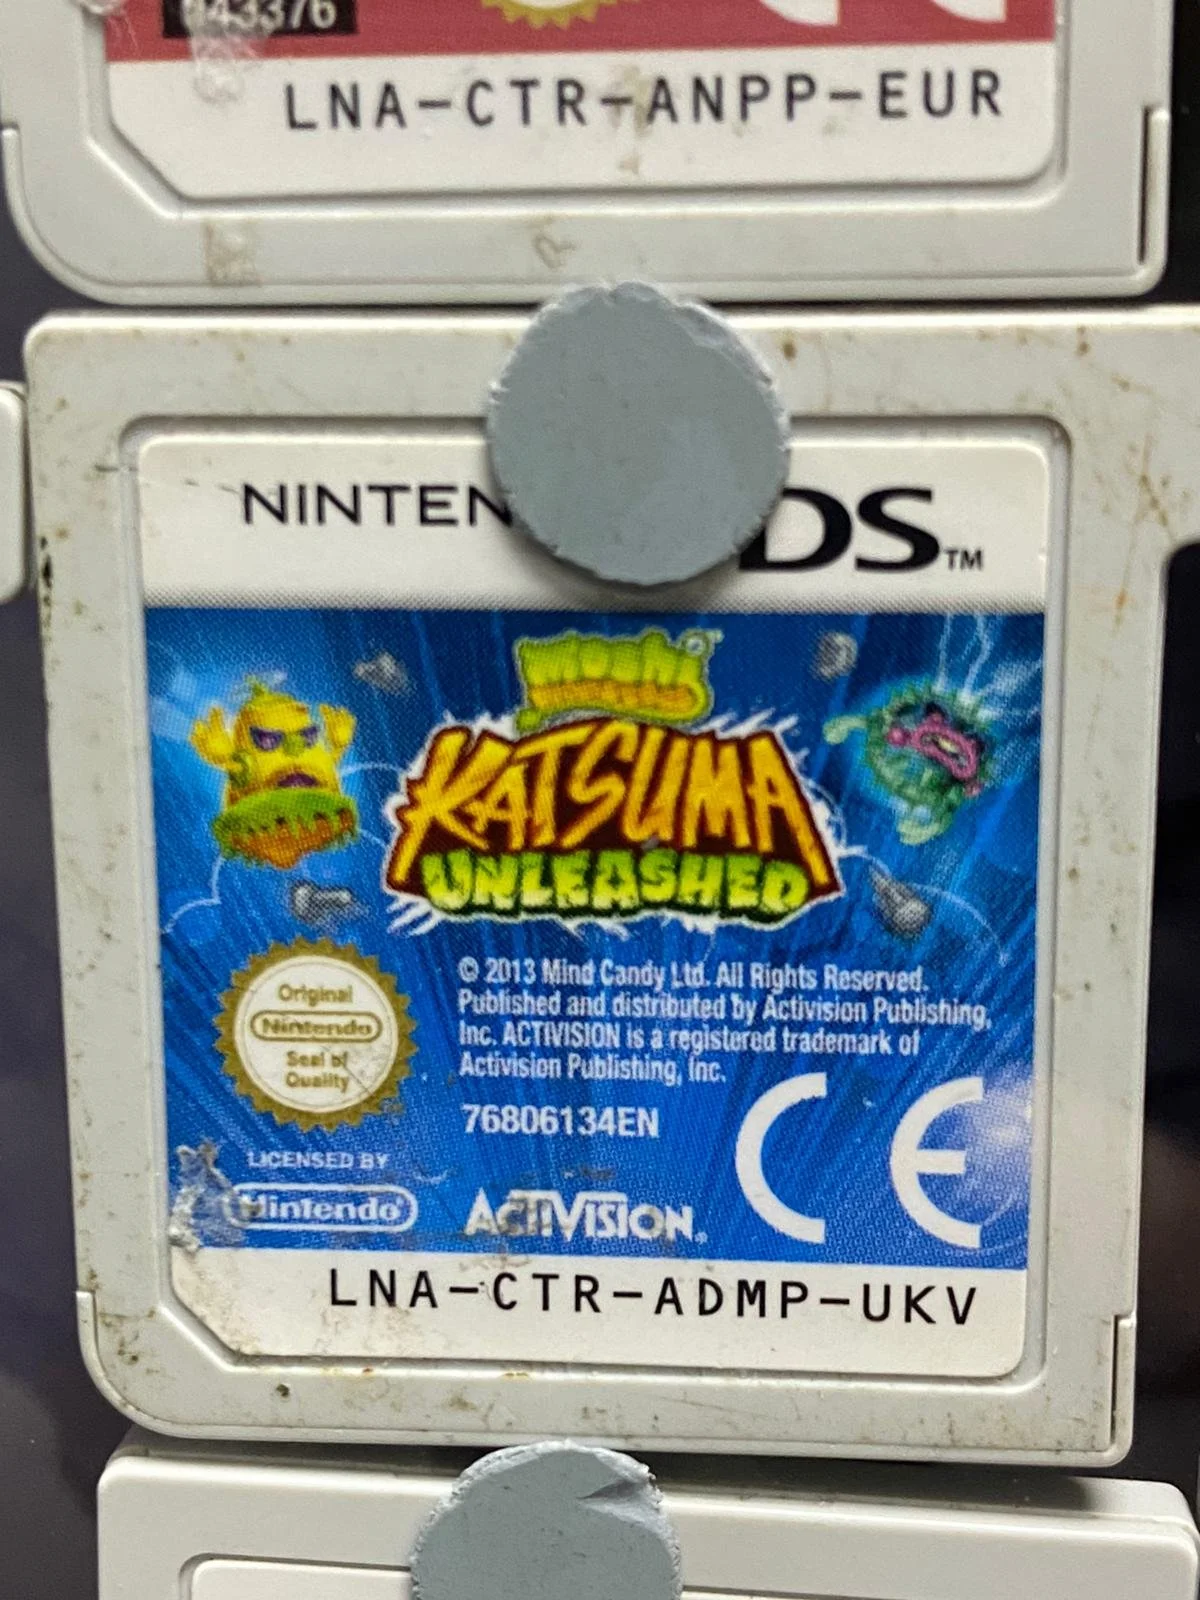 043376
LNA-CTR-ANPP-EUR
NINTEN DS™
MOSHI
MONSTERS
KATSUMA
UNLEASHED
Original
Nintendo
Seal of
Quality
© 2013 Mind Candy Ltd. All Rights Reserved.
Published and distributed by Activision Publishing,
Inc. ACTIVISION is a registered trademark of
Activision Publishing, Inc.
76806134EN
CE
LICENSED BY
Nintendo®
ACTIVISION®
LNA-CTR-ADMP-UKV